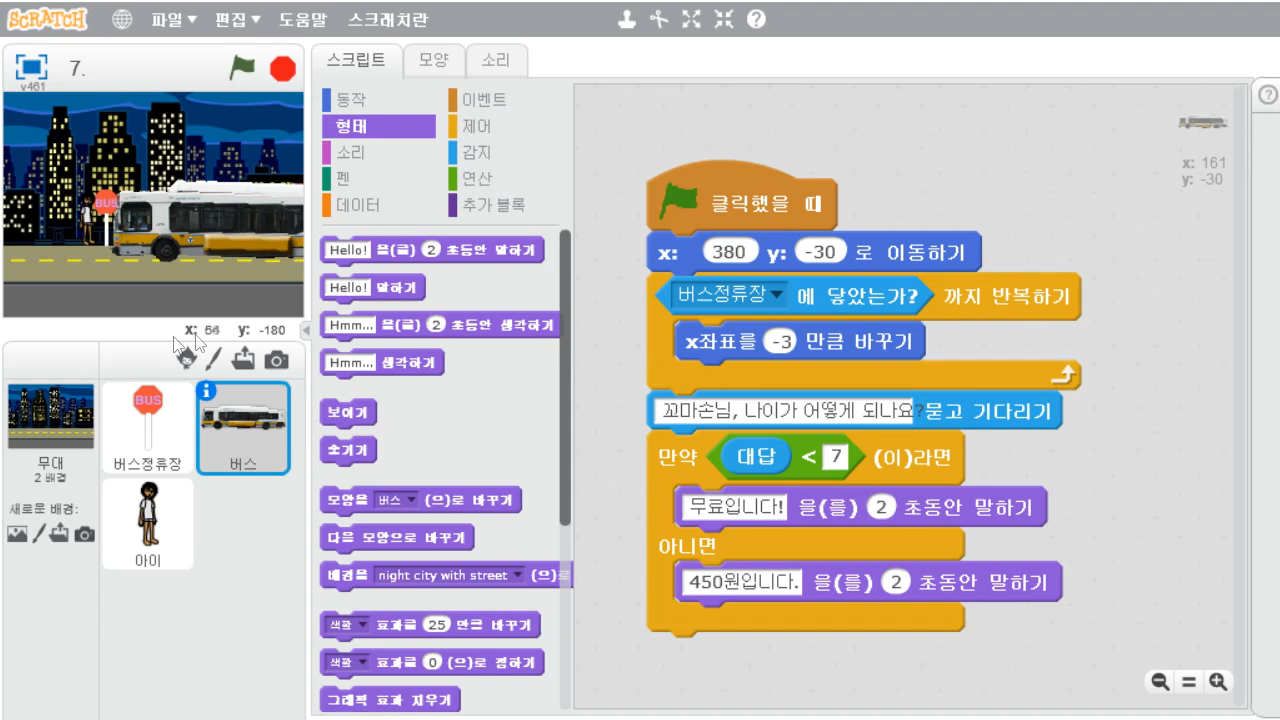 SCRATCH 파일▼ 편집▼ 도움말 스크래치란
7.
v461
BUS
x: 56 y: -180
무대
2 배경
새로운 배경:
BUS
버스정류장
버스
아이
스크립트 모양 소리
동작 이벤트
형태 제어
소리 감지
펜 연산
데이터 추가 블록
Hello! 을(를) 2 초동안 말하기
Hello! 말하기
Hmm... 을(를) 2 초동안 생각하기
Hmm... 생각하기
보이기
숨기기
모양을 버스 (으)로 바꾸기
다음 모양으로 바꾸기
배경을 night city with street (으)로
색깔 효과를 25 만큼 바꾸기
색깔 효과를 0 (으)로 정하기
그래픽 효과 지우기
x: 161
y: -30
클릭했을 때
x: 380 y: -30 로 이동하기
버스정류장 에 닿았는가? 까지 반복하기
x좌표를 -3 만큼 바꾸기
꼬마손님, 나이가 어떻게 되나요? 묻고 기다리기
만약 대답 < 7 (이)라면
무료입니다! 을(를) 2 초동안 말하기
아니면
450원입니다. 을(를) 2 초동안 말하기